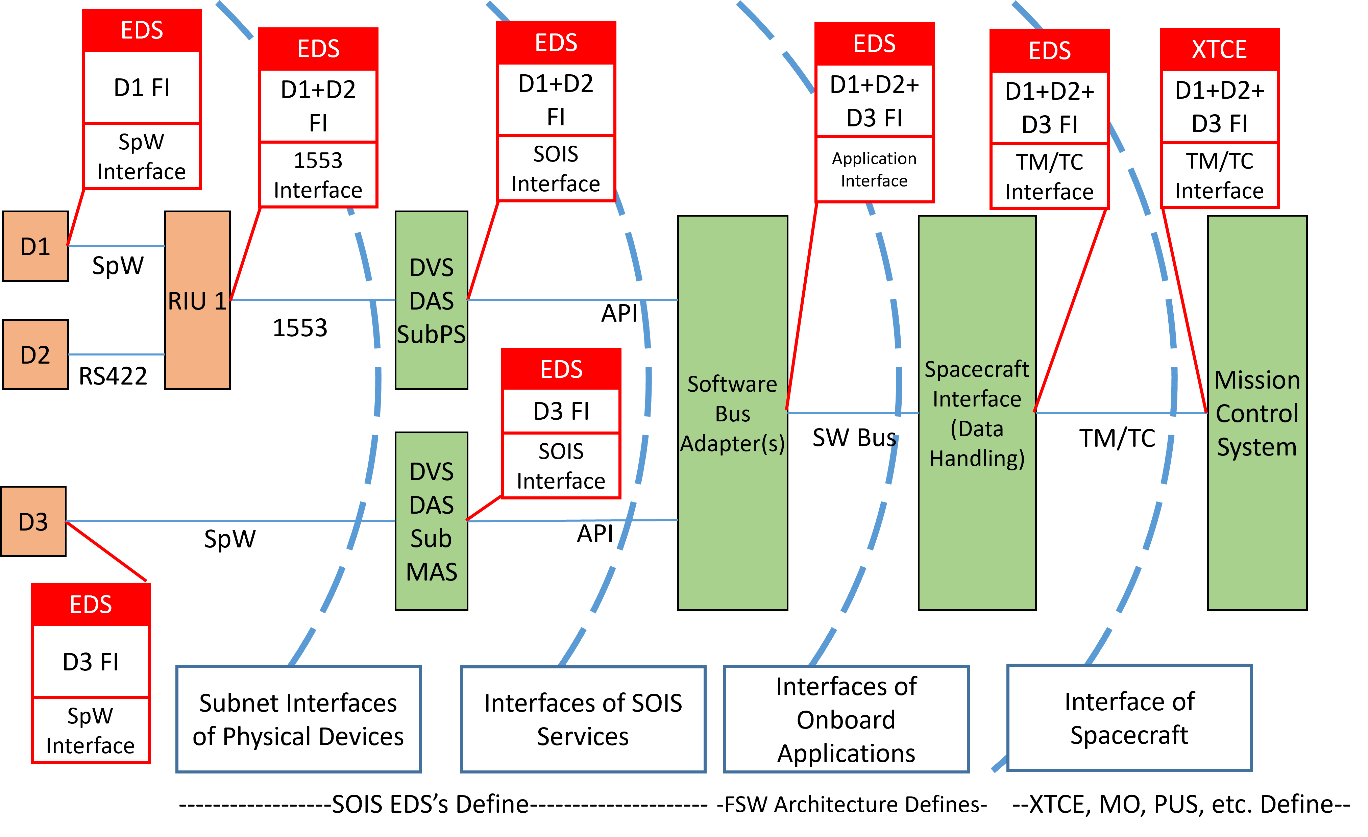 EDS
D1 FI
SpW
Interface
EDS
D1+D2
FI
1553
Interface
EDS
D1+D2
FI
SOIS
Interface
EDS
D1+D2+
D3 FI
Application
Interface
EDS
D1+D2+
D3 FI
TM/TC
Interface
XTCE
D1+D2+
D3 FI
TM/TC
Interface
D1
SpW
D2
RS422
RIU 1
1553
DVS
DAS
SubPS
API
EDS
D3 FI
SOIS
Interface
Software
Bus
Adapter(s)
SW Bus
Spacecraft
Interface
(Data
Handling)
TM/TC
Mission
Control
System
D3
SpW
DVS
DAS
Sub
MAS
API
EDS
D3 FI
SpW
Interface
Subnet Interfaces
of Physical Devices
Interfaces of SOIS
Services
Interfaces of
Onboard
Applications
Interface of
Spacecraft
------------------SOIS EDS’s Define---------------------
-FSW Architecture Defines-
--XTCE, MO, PUS, etc. Define--